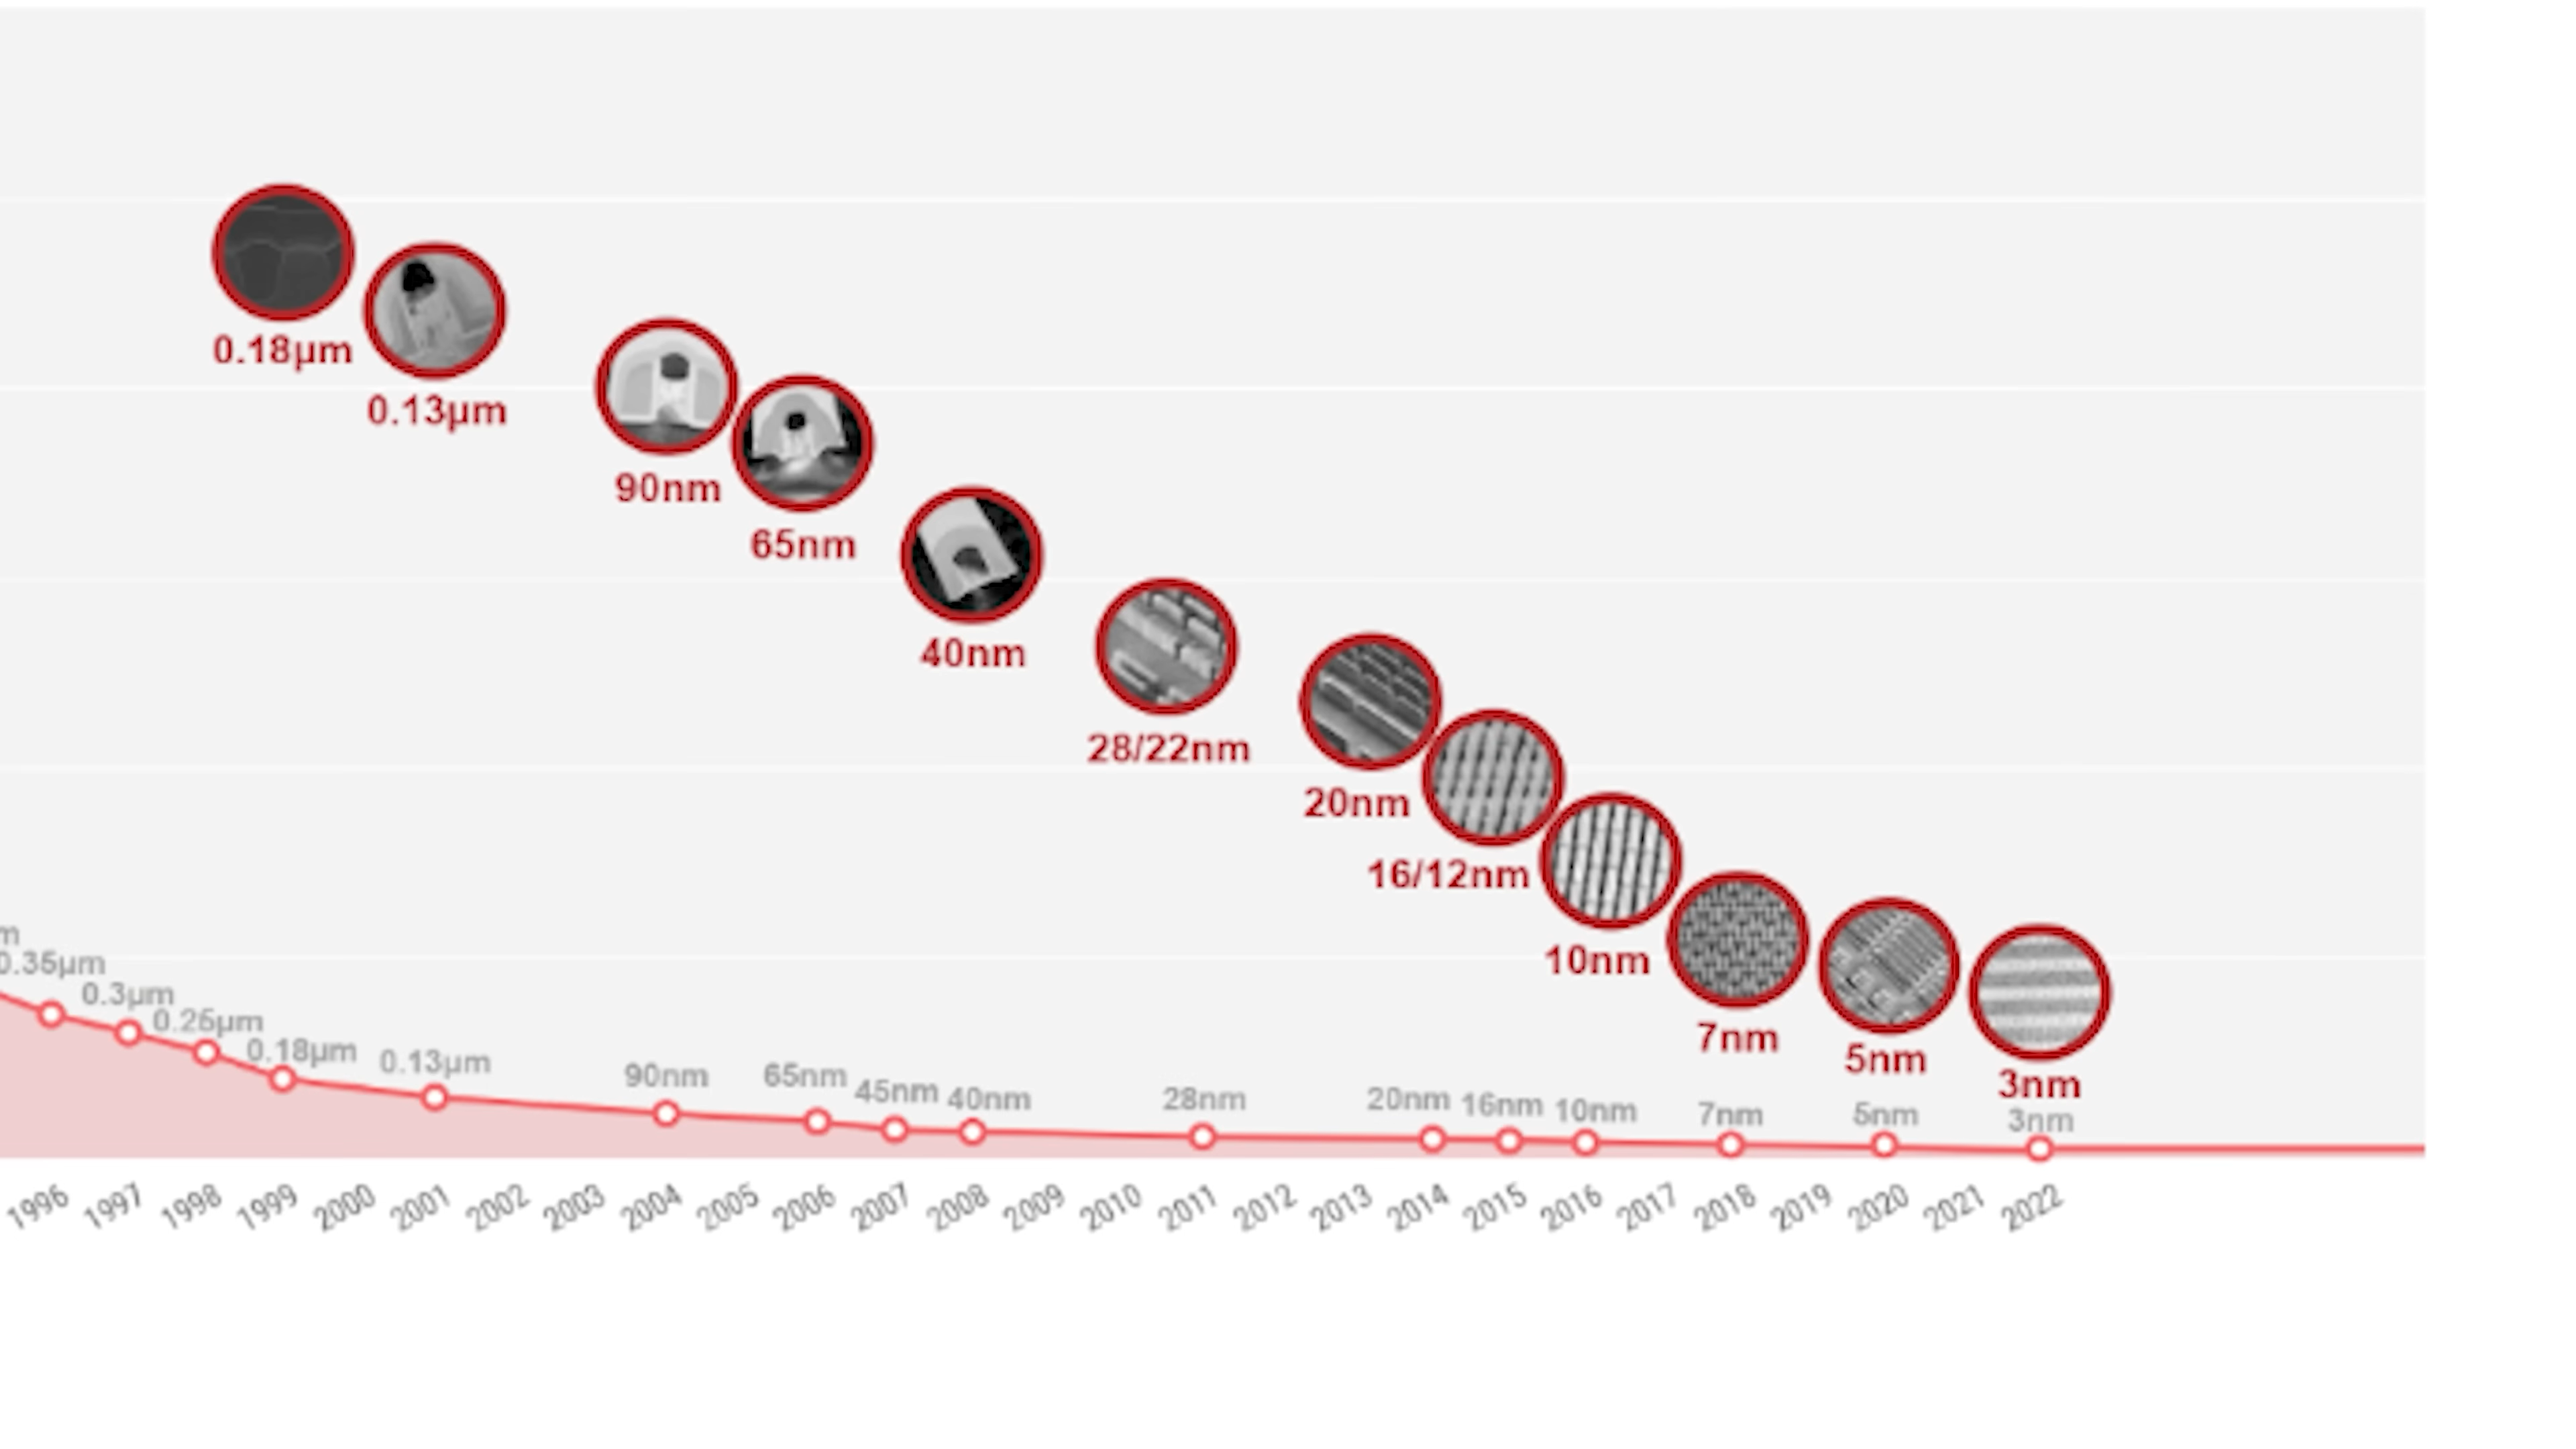 0.18µm
0.13µm
90nm
65nm
40nm
28/22nm
20nm
16/12nm
10nm
7nm
5nm
3nm
m
0.35µm
0.3µm
0.25µm
0.18µm
0.13µm
90nm
65nm
45nm
40nm
28nm
20nm
16nm
10nm
7nm
5nm
3nm
1996
1997
1998
1999
2000
2001
2002
2003
2004
2005
2006
2007
2008
2009
2010
2011
2012
2013
2014
2015
2016
2017
2018
2019
2020
2021
2022